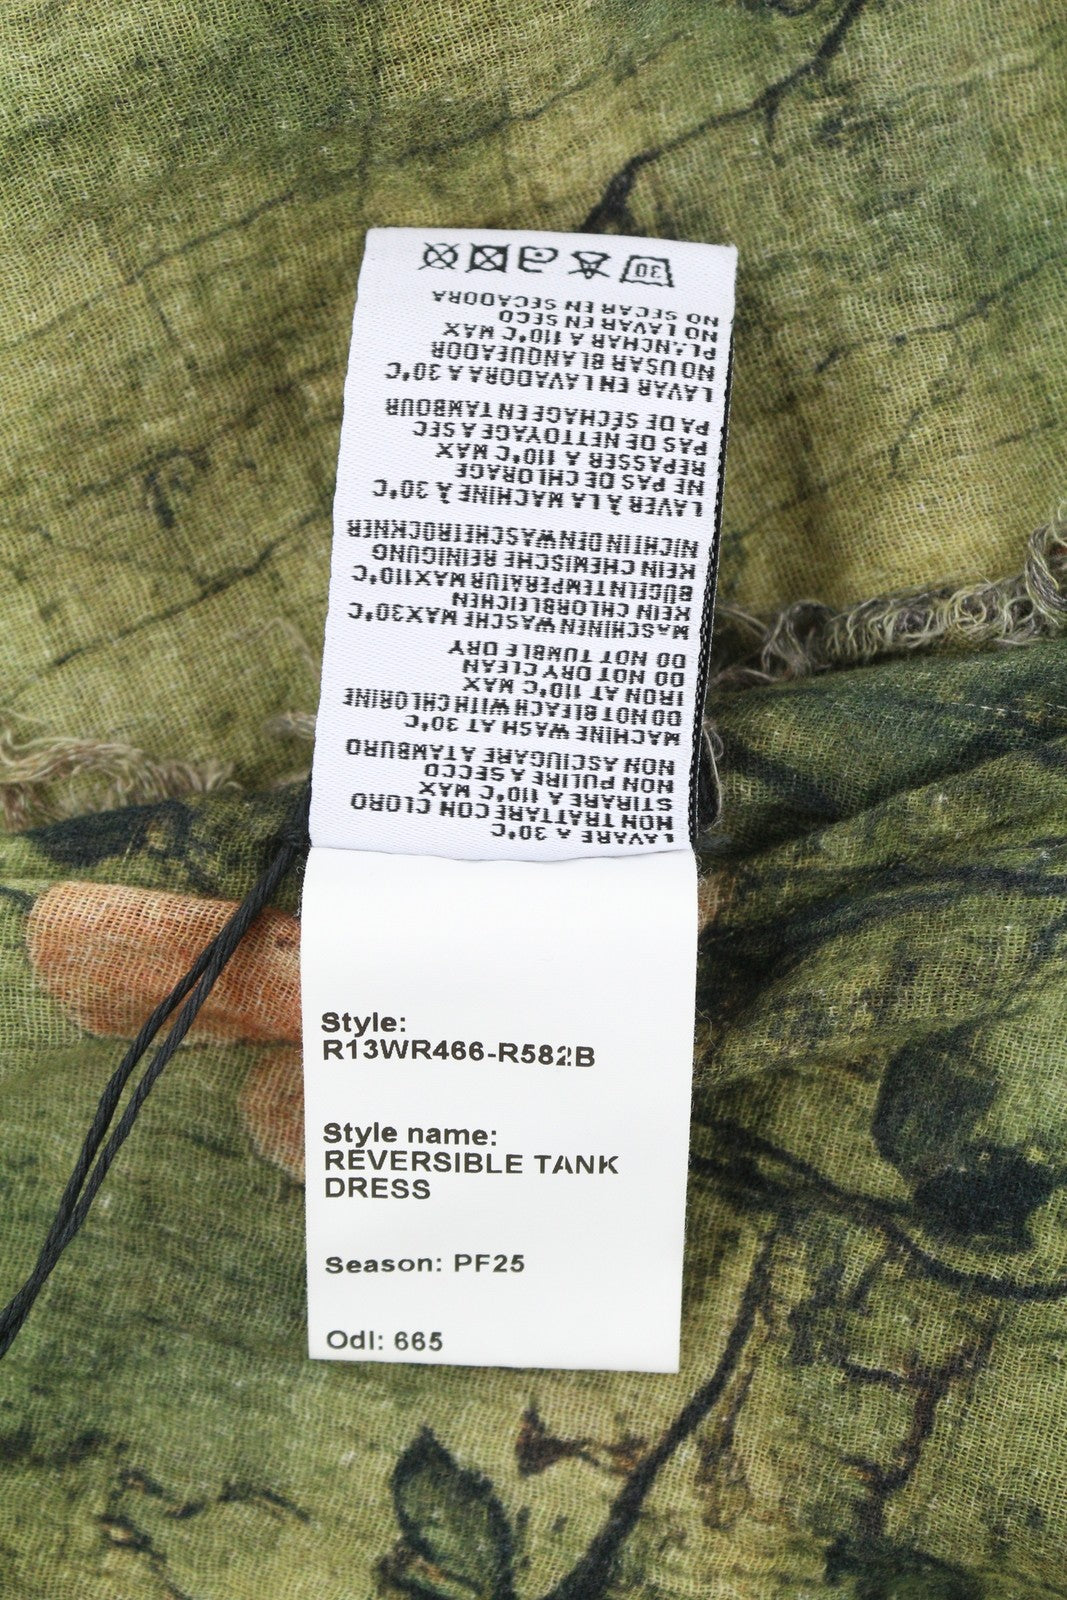 LAVARE A 30°C
NON TRATTARE CON CLORO
STIRARE A 110°C MAX
NON PULIRE A SECCO
NON ASCIUGARE A TAMBURO
MACHINE WASH AT 30°C
DO NOT BLEACH WITH CHLORINE
IRON AT 110°C MAX
DO NOT DRY CLEAN
DO NOT TUMBLE DRY
MASCHINENWASCHE MAX30°C
KEIN CHLORBLEICHEN
BUGELNTEMPERATUR MAX110°C
KEIN CHEMISCHE REINIGUNG
NICHT IN DEN WASCHETROCKNER
LAVER À LA MACHINE À 30°C
NE PAS DE CHLORAGE
REPASSER A 110°C MAX
PAS DE NETTOYAGE A SEC
PA DE SÉCHAGE EN TAMBOUR
LAVAR EN LAVADORA A 30°C
NO USAR BLANQUEADOR
PLANCHAR A 110°C MAX
NO LAVAR EN SECO
NO SECAR EN SECADORA
30
Style:
R13WR466-R582B
Style name:
REVERSIBLE TANK
DRESS
Season: PF25
Odl: 665